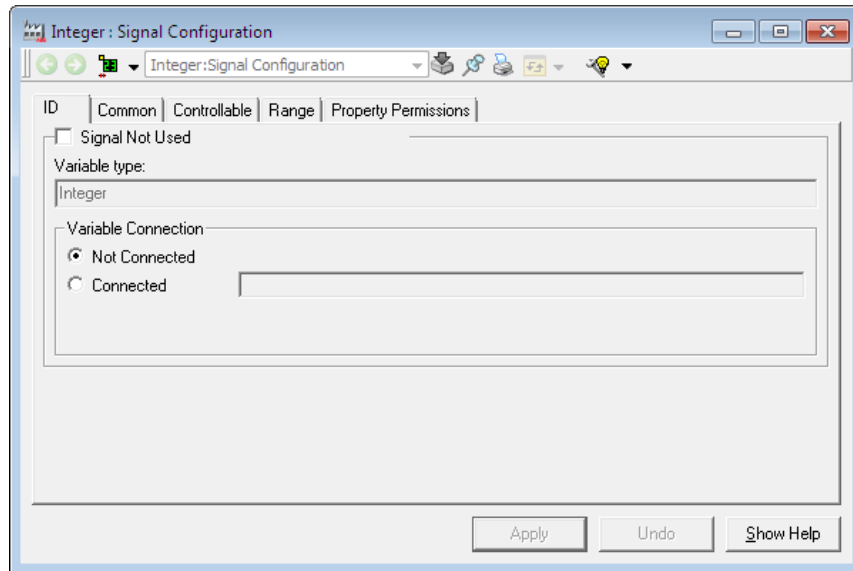 Integer : Signal Configuration
Integer:Signal Configuration
ID Common Controllable Range Property Permissions
Signal Not Used
Variable type:
Integer
Variable Connection
Not Connected
Connected
Apply Undo Show Help